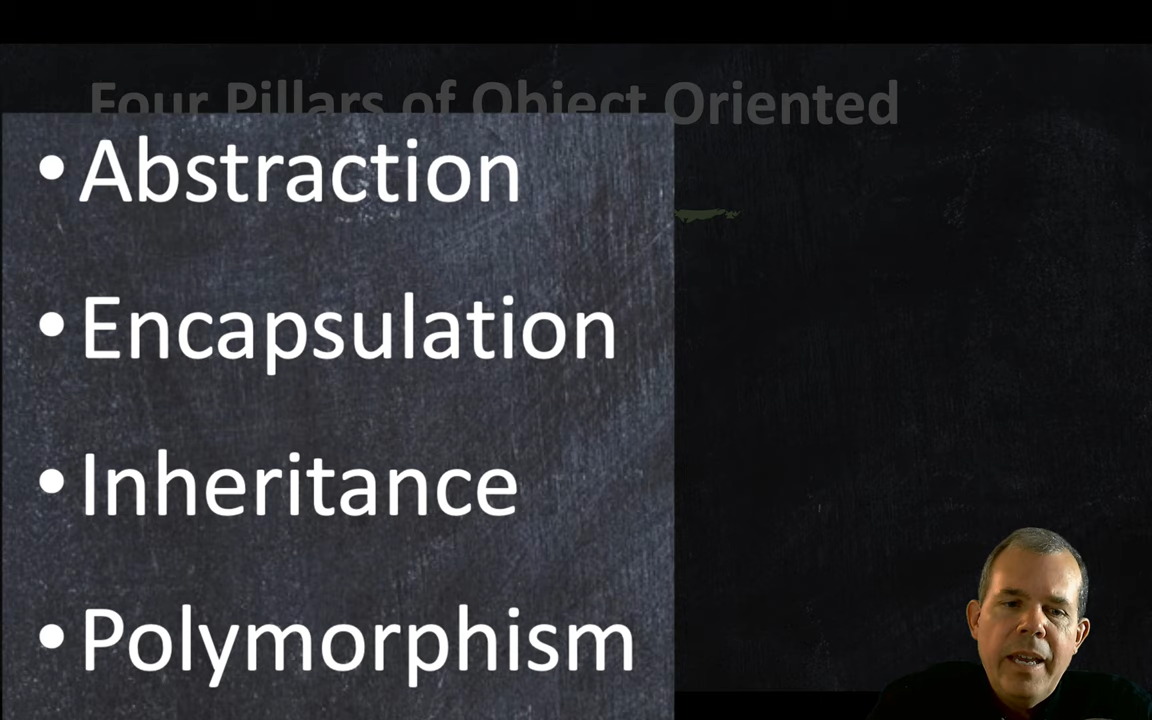 Four Pillars of Object Oriented
• Abstraction
• Encapsulation
• Inheritance
• Polymorphism